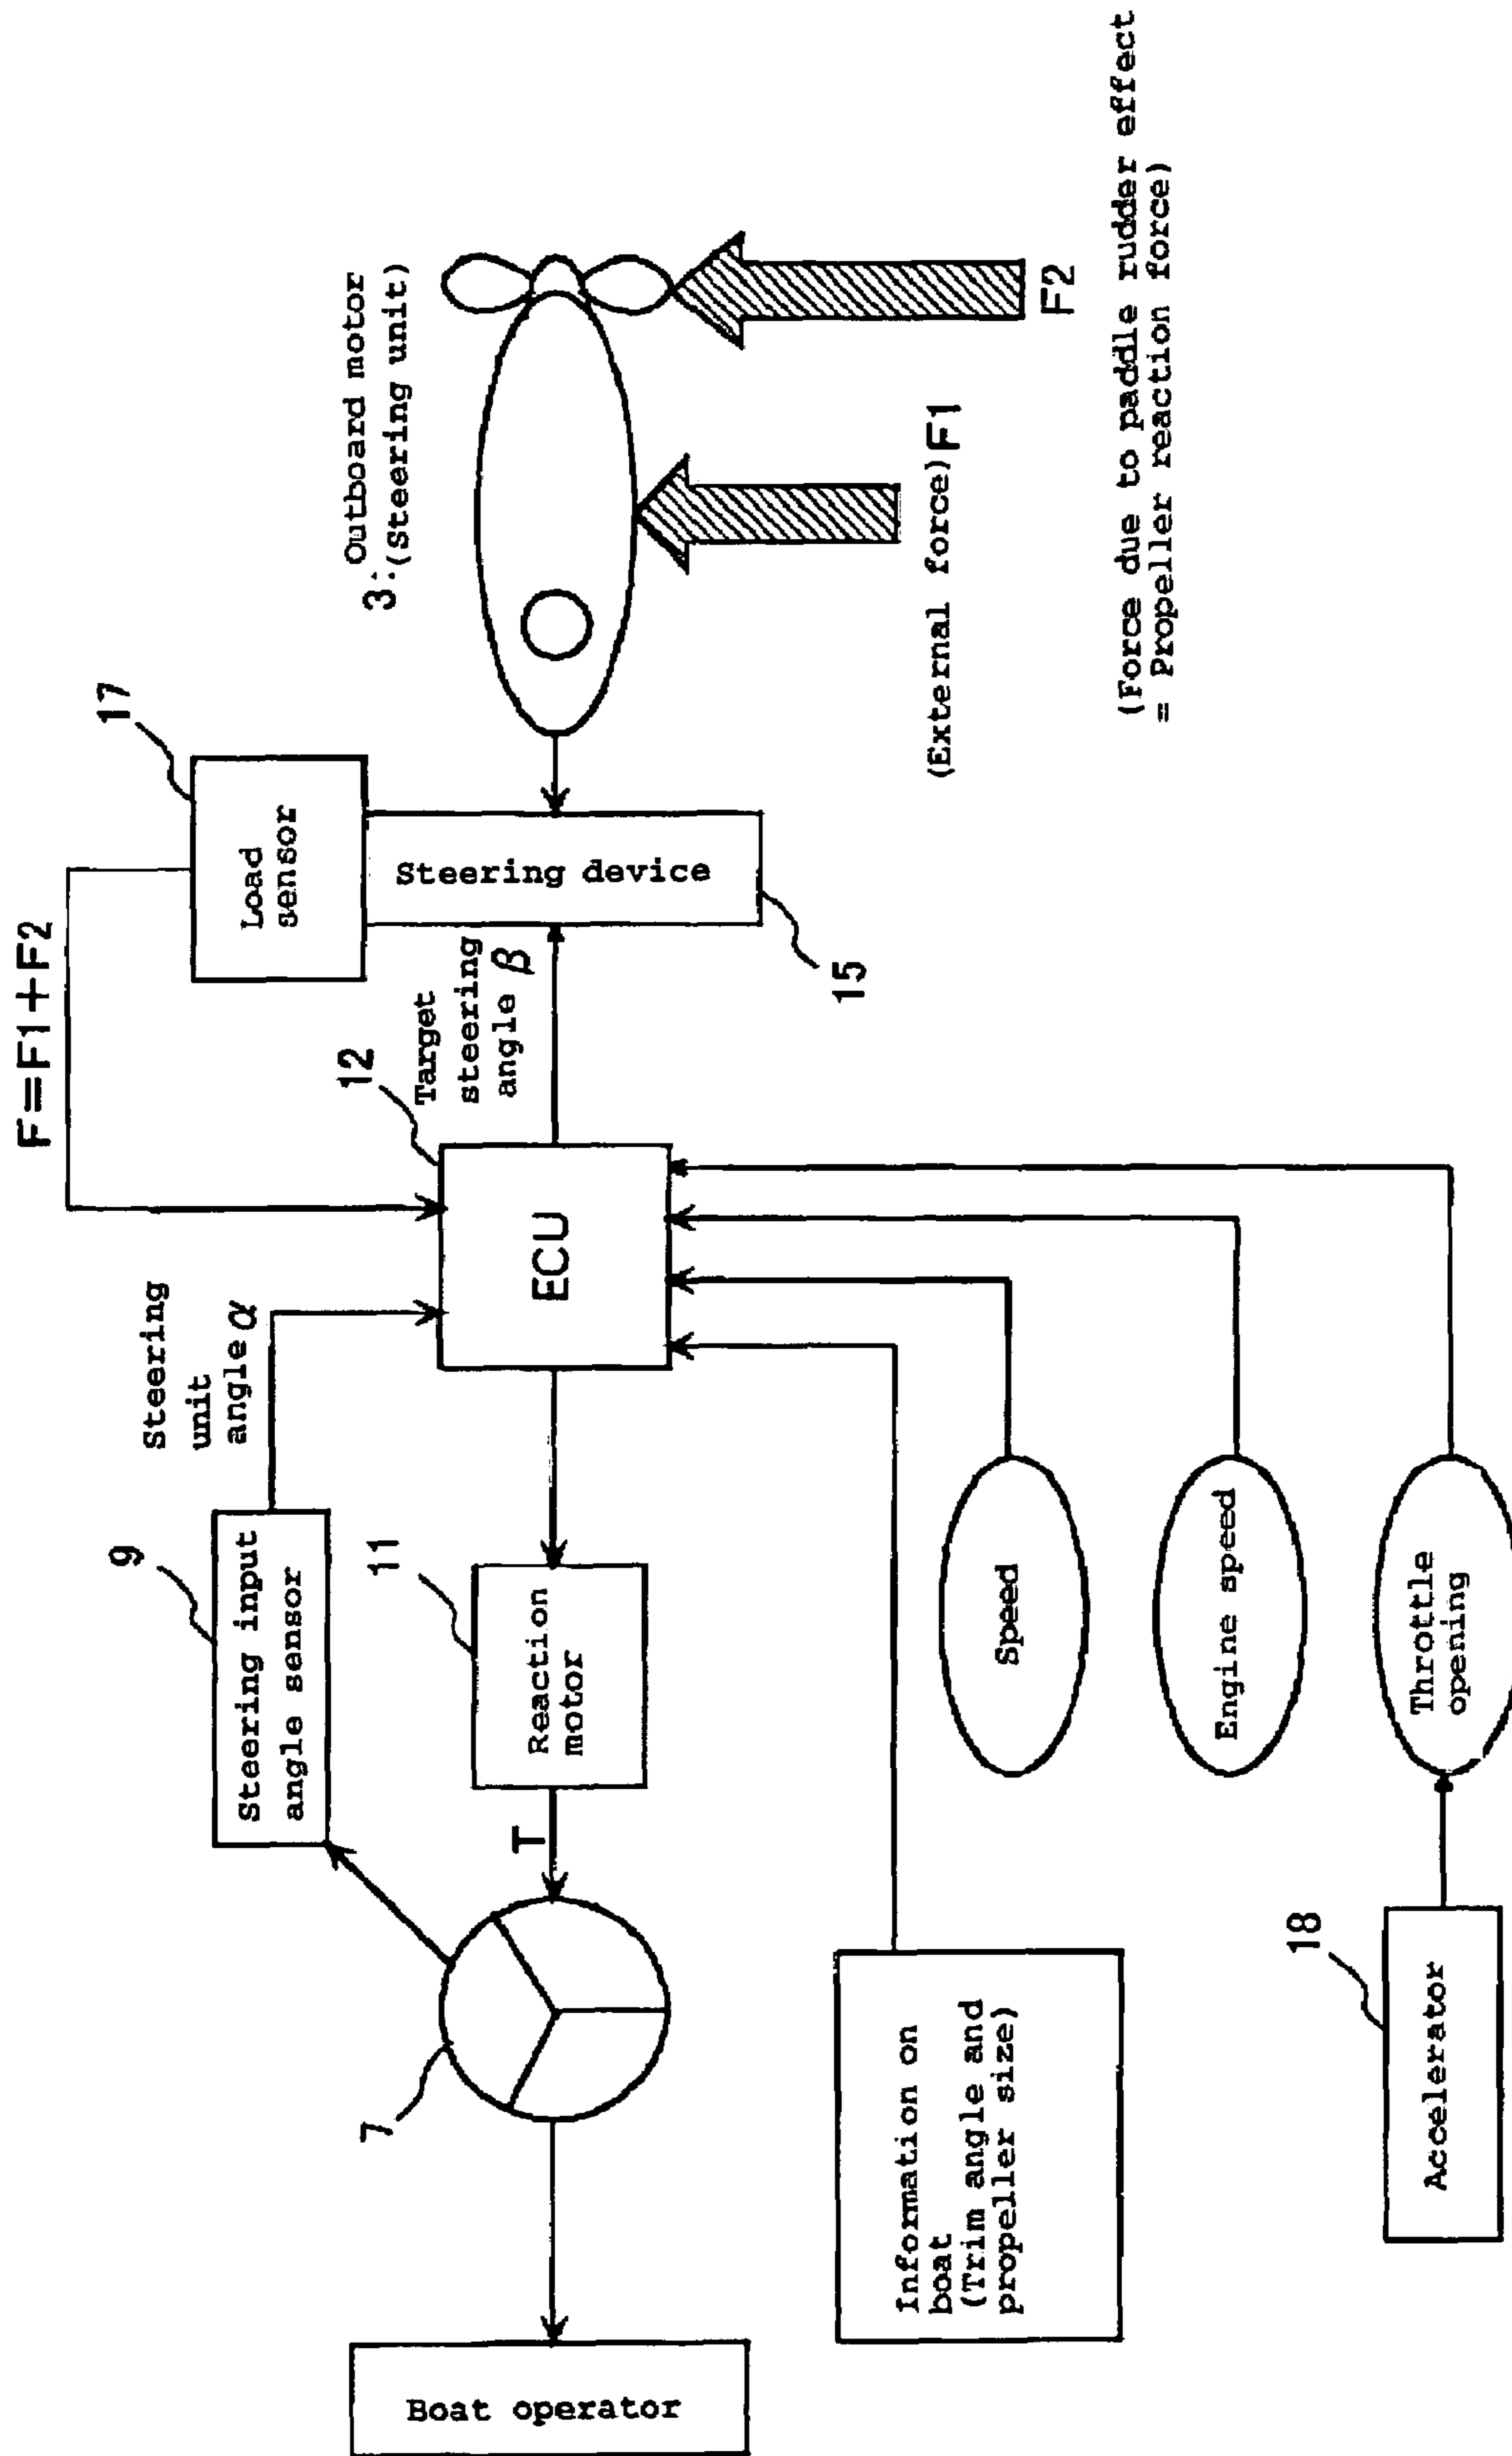 F=F1+F2
17
Load
sensor
Steering device
15
3:
Outboard motor
(Steering unit)
(External force)F1
F2
(Force due to paddle rudder effect
= Propeller reaction force)
Steering
unit
angle α
12
ECU
Target
steering
angle β
9
Steering input
angle sensor
11
Reaction
motor
T
7
Boat operator
Information on
boat
(Trim angle and
propeller size)
Speed
Engine speed
Throttle
opening
18
Accelerator